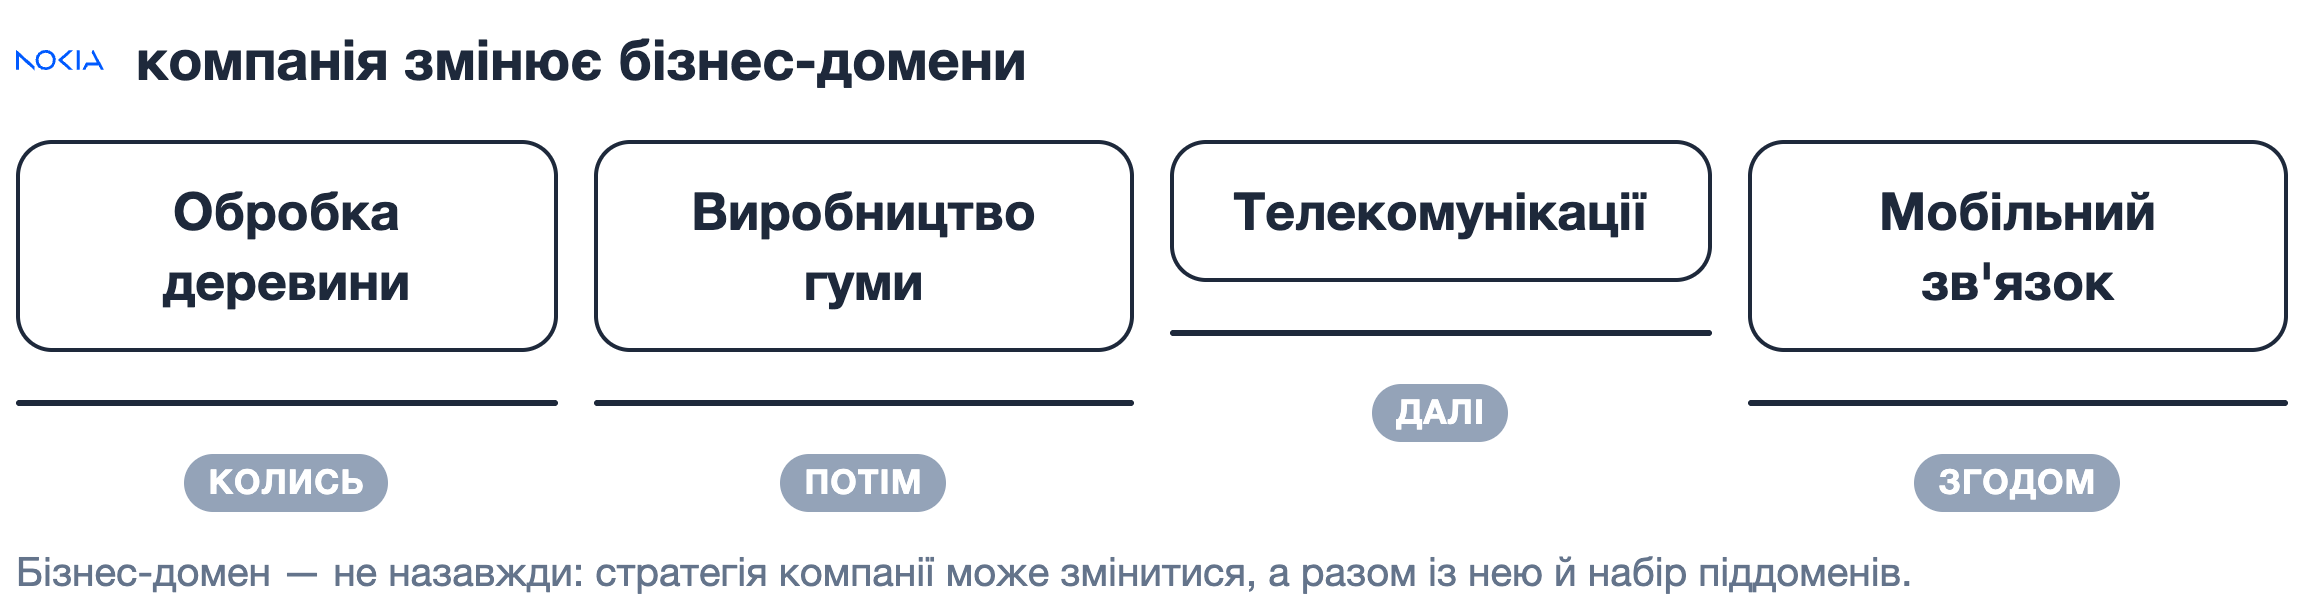 NOKIA компанія змінює бізнес-домени
Обробка
деревини
КОЛИСЬ
Виробництво
гуми
ПОТІМ
Телекомунікації
ДАЛІ
Мобільний
зв'язок
ЗГОДОМ
Бізнес-домен — не назавжди: стратегія компанії може змінитися, а разом із нею й набір піддоменів.